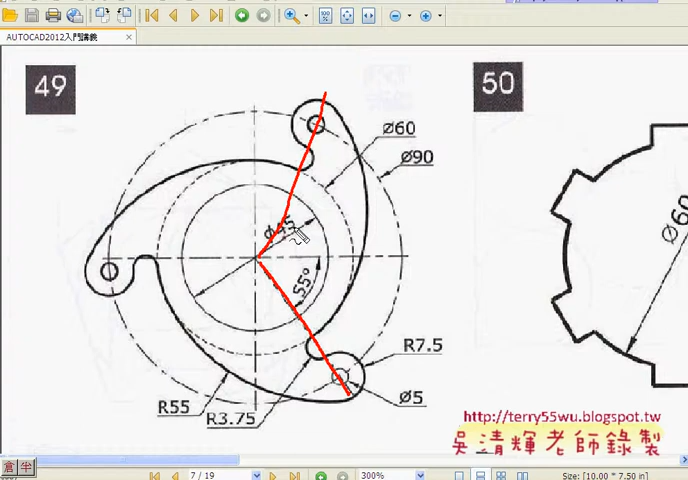 AUTOCAD2012入門講義
49
50
Ø60
Ø90
Ø45
55°
Ø60
R7.5
Ø5
R55
R3.75
http://terry55wu.blogspot.tw
吳清輝老師錄製
倉 半
7 / 19
300%
Size: [10.00 * 7.50 in]